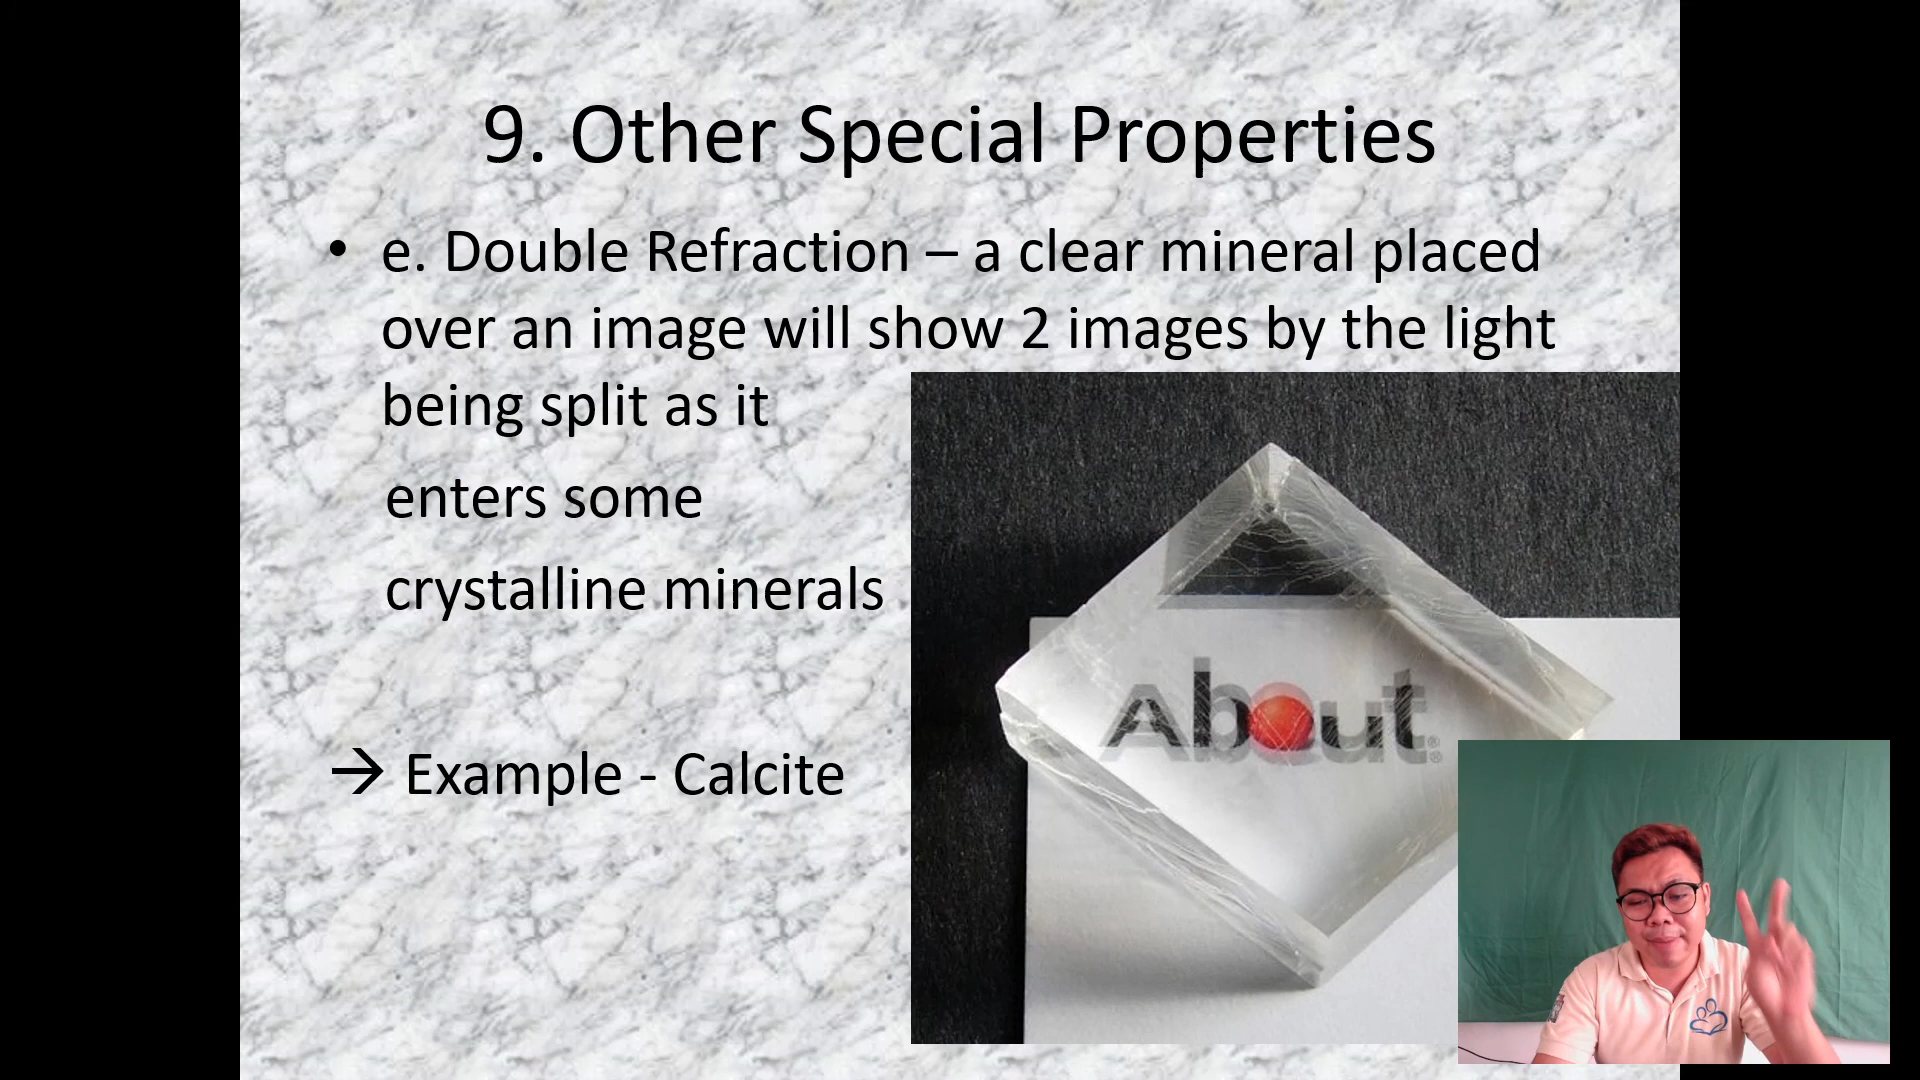 9. Other Special Properties
• e. Double Refraction – a clear mineral placed
over an image will show 2 images by the light
being split as it
enters some
crystalline minerals
→ Example - Calcite
About®